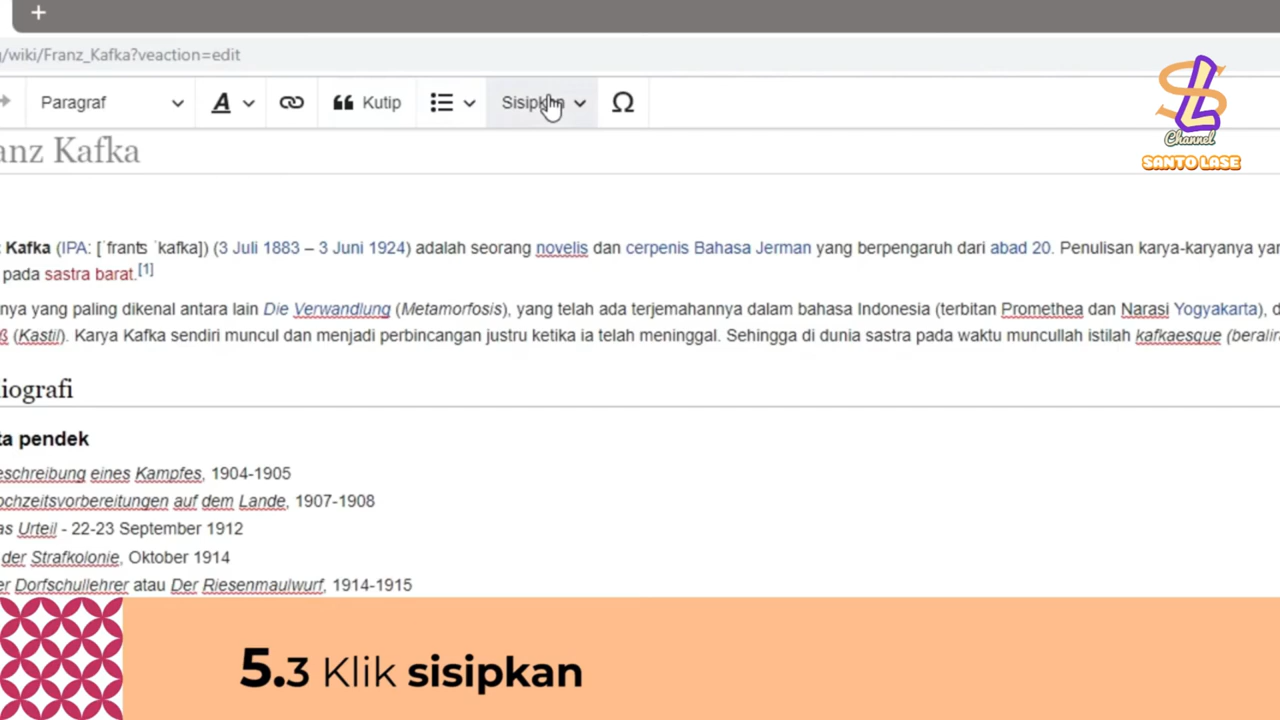 /wiki/Franz_Kafka?veaction=edit
Paragraf A Kutip Sisipkan Ω
anz Kafka
Kafka (IPA: [ˈfrants ˈkafka]) (3 Juli 1883 – 3 Juni 1924) adalah seorang novelis dan cerpenis Bahasa Jerman yang berpengaruh dari abad 20. Penulisan karya-karyanya
pada sastra barat.[1]
nya yang paling dikenal antara lain Die Verwandlung (Metamorfosis), yang telah ada terjemahannya dalam bahasa Indonesia (terbitan Promethea dan Narasi Yogyakarta),
ß (Kastil). Karya Kafka sendiri muncul dan menjadi perbincangan justru ketika ia telah meninggal. Sehingga di dunia sastra pada waktu muncullah istilah kafkaesque (
iografi
ta pendek
eschreibung eines Kampfes, 1904-1905
ochzeitsvorbereitungen auf dem Lande, 1907-1908
as Urteil - 22-23 September 1912
der Strafkolonie, Oktober 1914
er Dorfschullehrer atau Der Riesenmaulwurf, 1914-1915
SL
Channel
SANTO LASE
5.3 Klik sisipkan